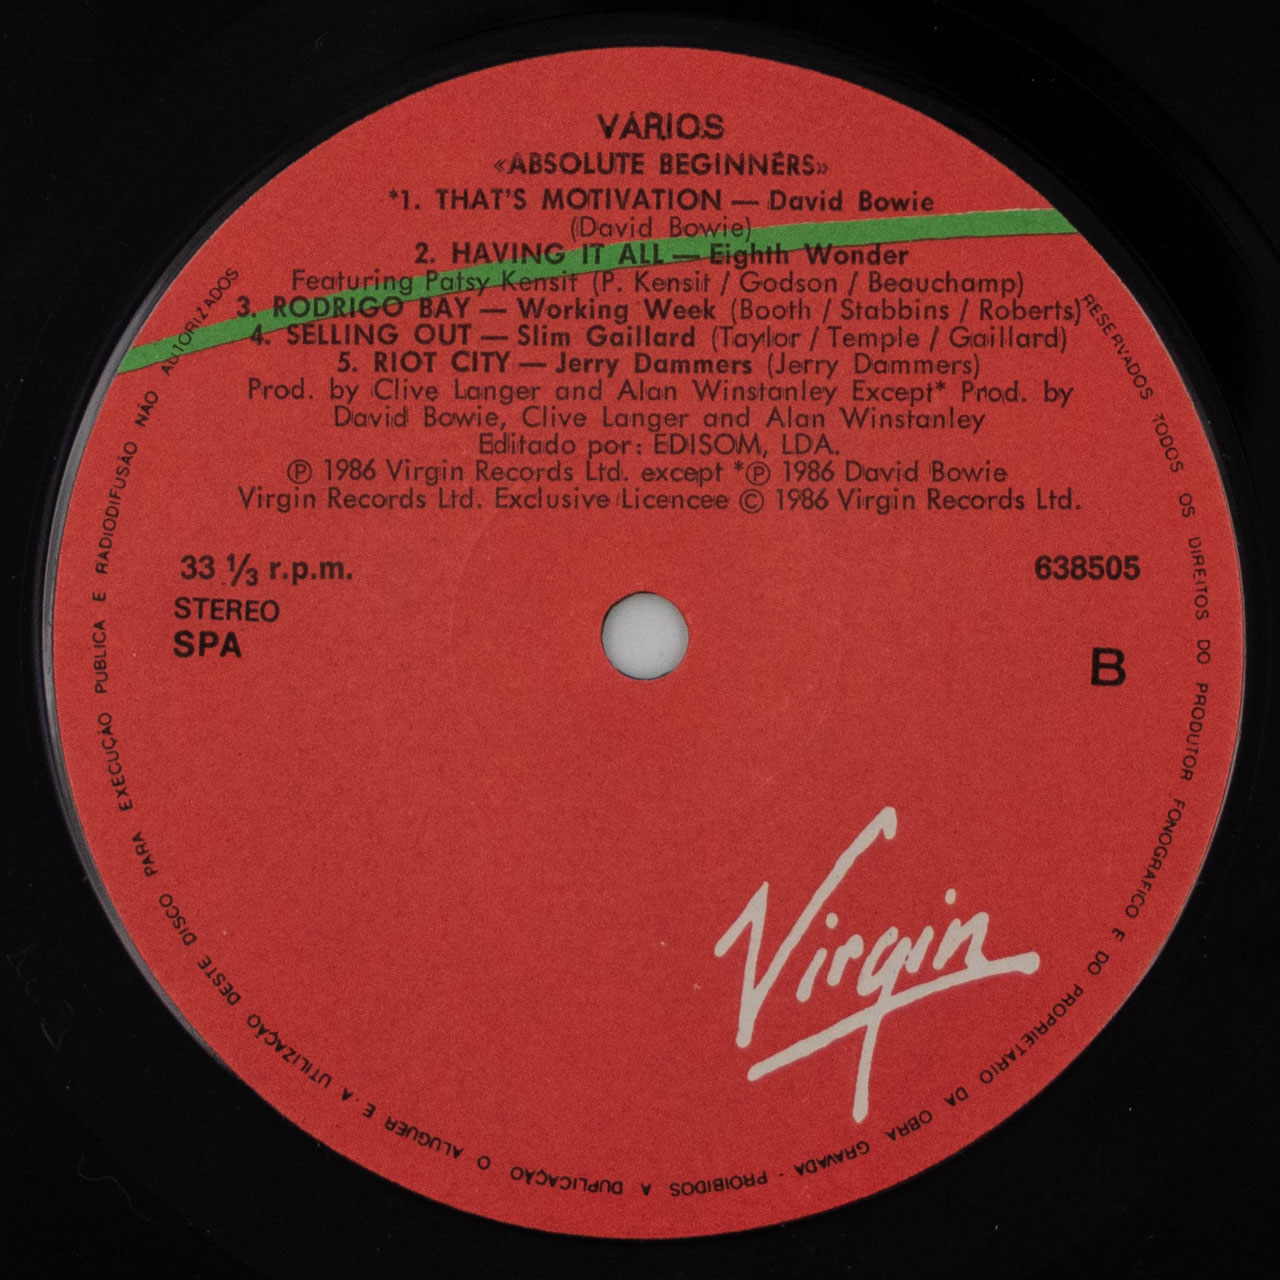 VÁRIOS
«ABSOLUTE BEGINNERS»
*1. THAT'S MOTIVATION — David Bowie
(David Bowie)
2. HAVING IT ALL — Eighth Wonder
Featuring Patsy Kensit (P. Kensit / Godson / Beauchamp)
3. RODRIGO BAY — Working Week (Booth / Stabbins / Roberts)
4. SELLING OUT — Slim Gaillard (Taylor / Temple / Gaillard)
5. RIOT CITY — Jerry Dammers (Jerry Dammers)
Prod. by Clive Langer and Alan Winstanley Except* Prod. by
David Bowie, Clive Langer and Alan Winstanley
Editado por: EDISOM, LDA.
℗ 1986 Virgin Records Ltd. except *℗ 1986 David Bowie
Virgin Records Ltd. Exclusive Licencee © 1986 Virgin Records Ltd.
33 1/3 r.p.m.
STEREO
SPA
638505
B
Virgin
RESERVADOS TODOS OS DIREITOS DO PRODUTOR FONOGRAFICO E DO PROPRIETARIO DA OBRA GRAVADA - PROIBIDOS A DUPLICAÇÃO O ALUGUER E A UTILIZAÇÃO DESTE DISCO PARA EXECUÇÃO PUBLICA E RADIODIFUSÃO NÃO AUTORIZADOS